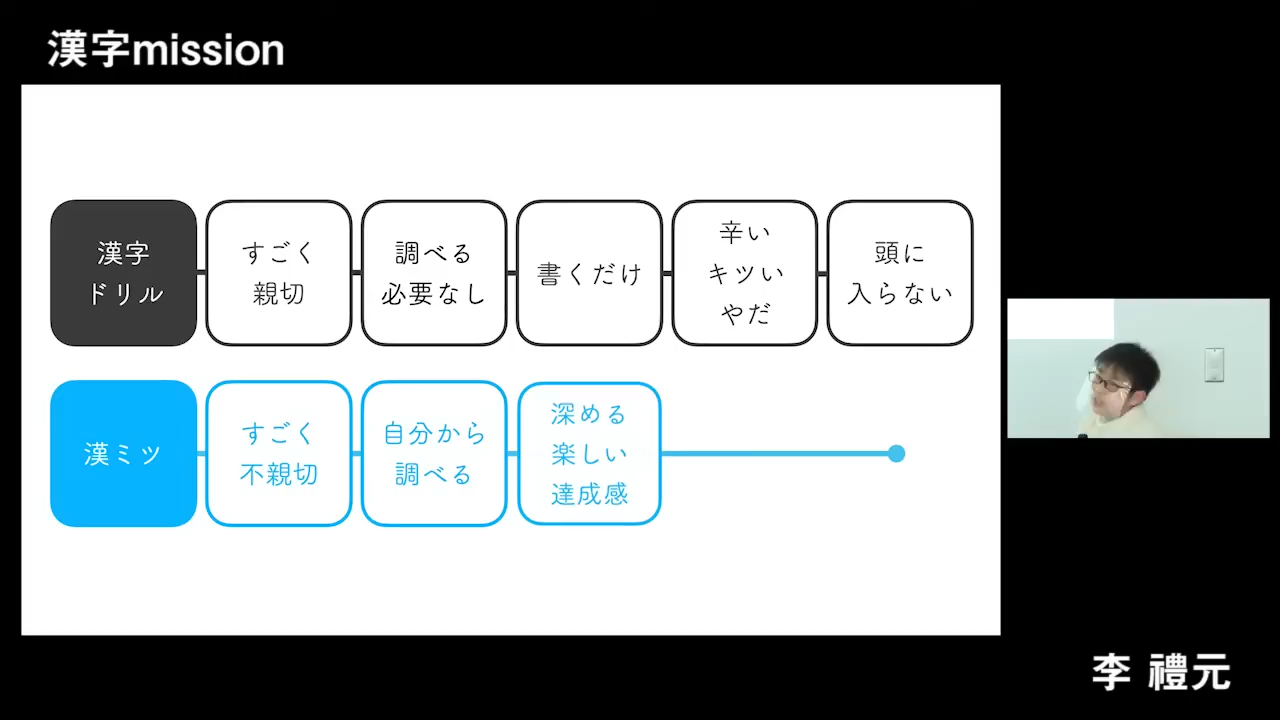 漢字mission
漢字
ドリル
すごく
親切
調べる
必要なし
書くだけ
辛い
キツい
やだ
頭に
入らない
漢ミツ
すごく
不親切
自分から
調べる
深める
楽しい
達成感
李 禮元